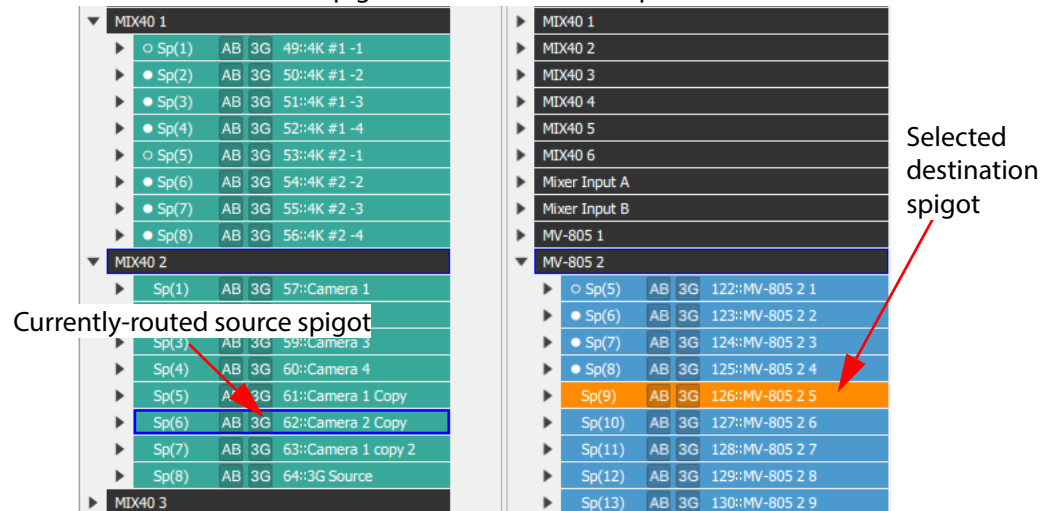 MIX40 1
Sp(1) AB 3G 49::4K #1 -1
Sp(2) AB 3G 50::4K #1 -2
Sp(3) AB 3G 51::4K #1 -3
Sp(4) AB 3G 52::4K #1 -4
Sp(5) AB 3G 53::4K #2 -1
Sp(6) AB 3G 54::4K #2 -2
Sp(7) AB 3G 55::4K #2 -3
Sp(8) AB 3G 56::4K #2 -4
MIX40 2
Sp(1) AB 3G 57::Camera 1
Currently-routed source spigot
Sp(3) AB 3G 59::Camera 3
Sp(4) AB 3G 60::Camera 4
Sp(5) AB 3G 61::Camera 1 Copy
Sp(6) AB 3G 62::Camera 2 Copy
Sp(7) AB 3G 63::Camera 1 copy 2
Sp(8) AB 3G 64::3G Source
MIX40 3
MIX40 1
MIX40 2
MIX40 3
MIX40 4
MIX40 5
MIX40 6
Mixer Input A
Mixer Input B
MV-805 1
MV-805 2
Sp(5) AB 3G 122::MV-805 2 1
Sp(6) AB 3G 123::MV-805 2 2
Sp(7) AB 3G 124::MV-805 2 3
Sp(8) AB 3G 125::MV-805 2 4
Sp(9) AB 3G 126::MV-805 2 5
Sp(10) AB 3G 127::MV-805 2 6
Sp(11) AB 3G 128::MV-805 2 7
Sp(12) AB 3G 129::MV-805 2 8
Sp(13) AB 3G 130::MV-805 2 9
Selected
destination
spigot